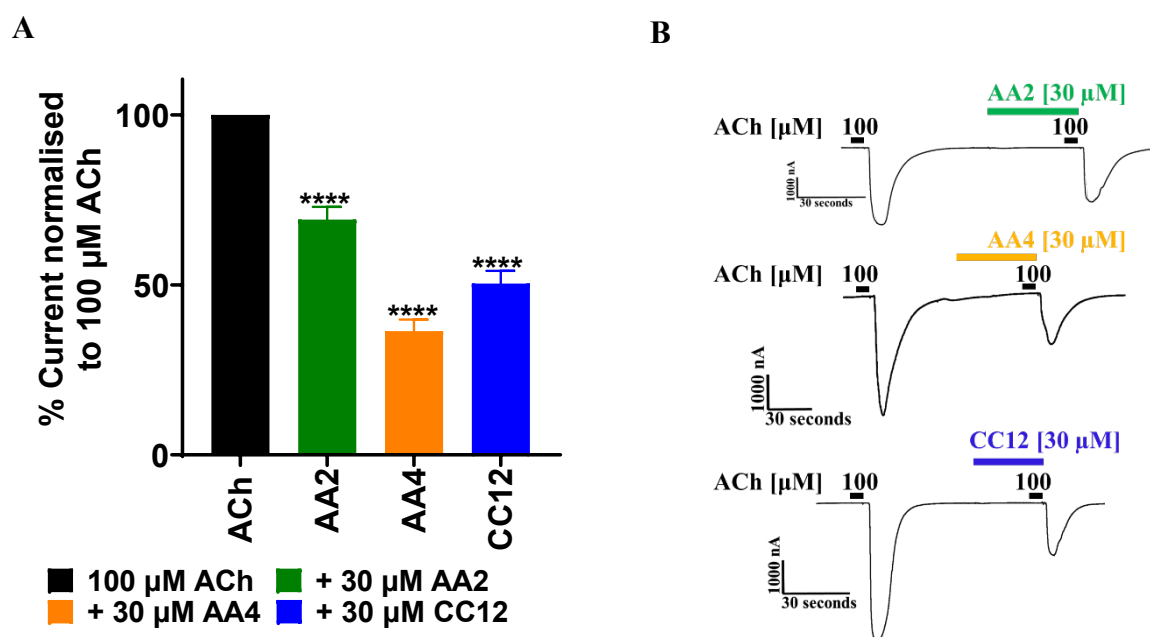 A
% Current normalised
to 100 µM ACh
100
50
0
****
****
****
ACh
AA2
AA4
CC12
100 µM ACh
+ 30 µM AA2
+ 30 µM AA4
+ 30 µM CC12
B
AA2 [30 µM]
ACh [µM] 100 100
1000 nA
30 seconds
AA4 [30 µM]
ACh [µM] 100 100
1000 nA
30 seconds
CC12 [30 µM]
ACh [µM] 100 100
1000 nA
30 seconds